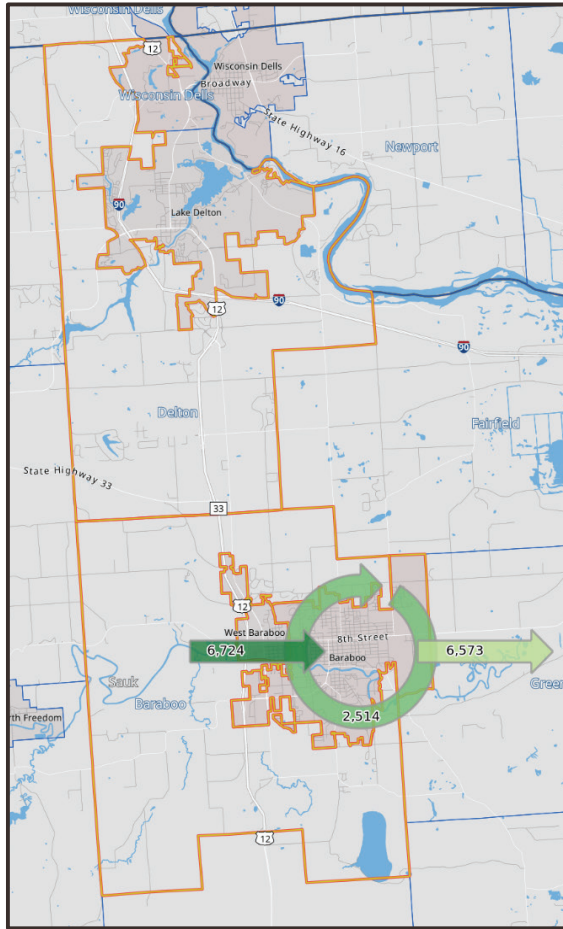 Wisconsin Dells
12
Wisconsin Dells
Broadway
Wisconsin Dells
State Highway 16
Newport
90
Lake Delton
90
12
90
Delton
Fairfield
State Highway 33
33
12
West Baraboo
8th Street
6,724
Baraboo
6,573
Sauk
Green
Baraboo
2,514
rth Freedom
12